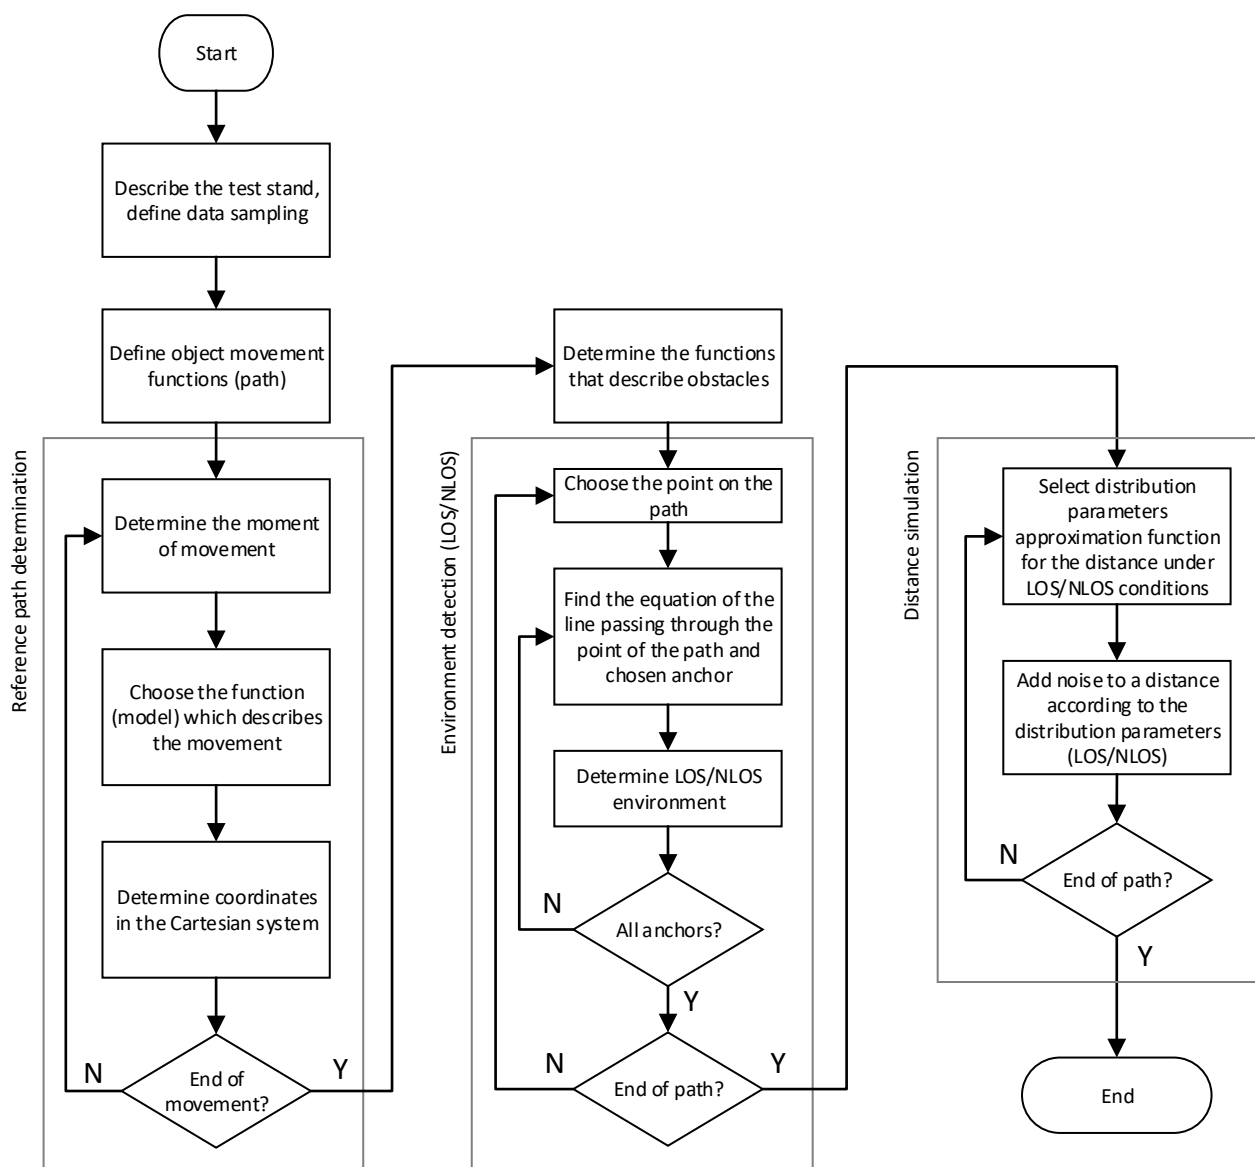 Start
Describe the test stand,
define data sampling
Define object movement
functions (path)
Reference path determination
Determine the moment
of movement
Choose the function
(model) which describes
the movement
Determine coordinates
in the Cartesian system
End of
movement?
N
Y
Determine the functions
that describe obstacles
Environment detection (LOS/NLOS)
Choose the point on the
path
Find the equation of the
line passing through the
point of the path and
chosen anchor
Determine LOS/NLOS
environment
All anchors?
N
Y
End of path?
N
Y
Distance simulation
Select distribution
parameters
approximation function
for the distance under
LOS/NLOS conditions
Add noise to a distance
according to the
distribution parameters
(LOS/NLOS)
End of path?
N
Y
End